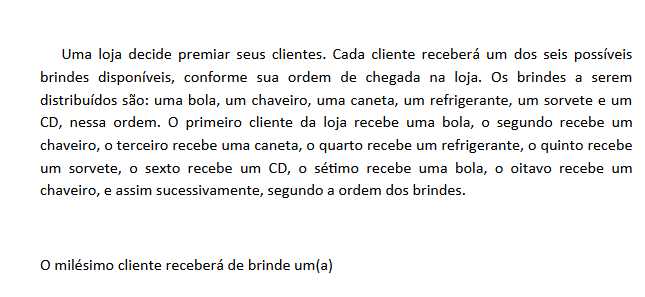 Uma loja decide premiar seus clientes. Cada cliente receberá um dos seis possíveis
brindes disponíveis, conforme sua ordem de chegada na loja. Os brindes a serem
distribuídos são: uma bola, um chaveiro, uma caneta, um refrigerante, um sorvete e um
CD, nessa ordem. O primeiro cliente da loja recebe uma bola, o segundo recebe um
chaveiro, o terceiro recebe uma caneta, o quarto recebe um refrigerante, o quinto recebe
um sorvete, o sexto recebe um CD, o sétimo recebe uma bola, o oitavo recebe um
chaveiro, e assim sucessivamente, segundo a ordem dos brindes.
O milésimo cliente receberá de brinde um(a)